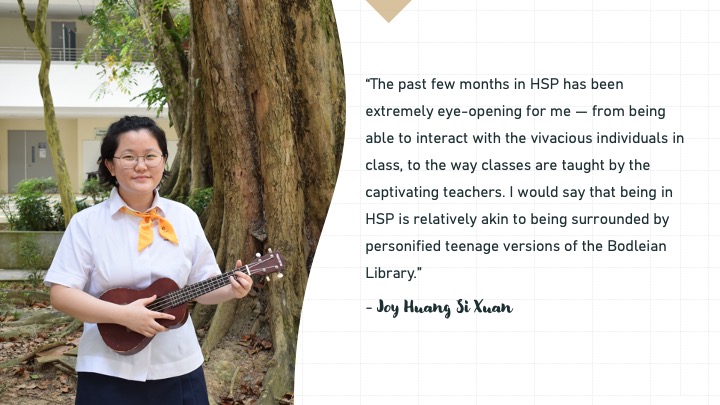 “The past few months in HSP has been
extremely eye-opening for me — from being
able to interact with the vivacious individuals in
class, to the way classes are taught by the
captivating teachers. I would say that being in
HSP is relatively akin to being surrounded by
personified teenage versions of the Bodleian
Library.”
- Joy Huang Si Xuan